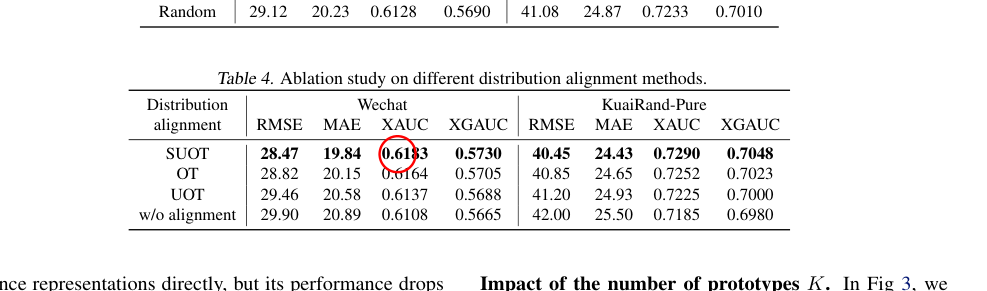 Random 29.12 20.23 0.6128 0.5690 41.08 24.87 0.7233 0.7010
Table 4. Ablation study on different distribution alignment methods.
Distribution Wechat KuaiRand-Pure
alignment RMSE MAE XAUC XGAUC RMSE MAE XAUC XGAUC
SUOT 28.47 19.84 0.6183 0.5730 40.45 24.43 0.7290 0.7048
OT 28.82 20.15 0.6164 0.5705 40.85 24.65 0.7252 0.7023
UOT 29.46 20.58 0.6137 0.5688 41.20 24.93 0.7225 0.7000
w/o alignment 29.90 20.89 0.6108 0.5665 42.00 25.50 0.7185 0.6980
nce representations directly, but its performance drops
Impact of the number of prototypes K. In Fig 3, we